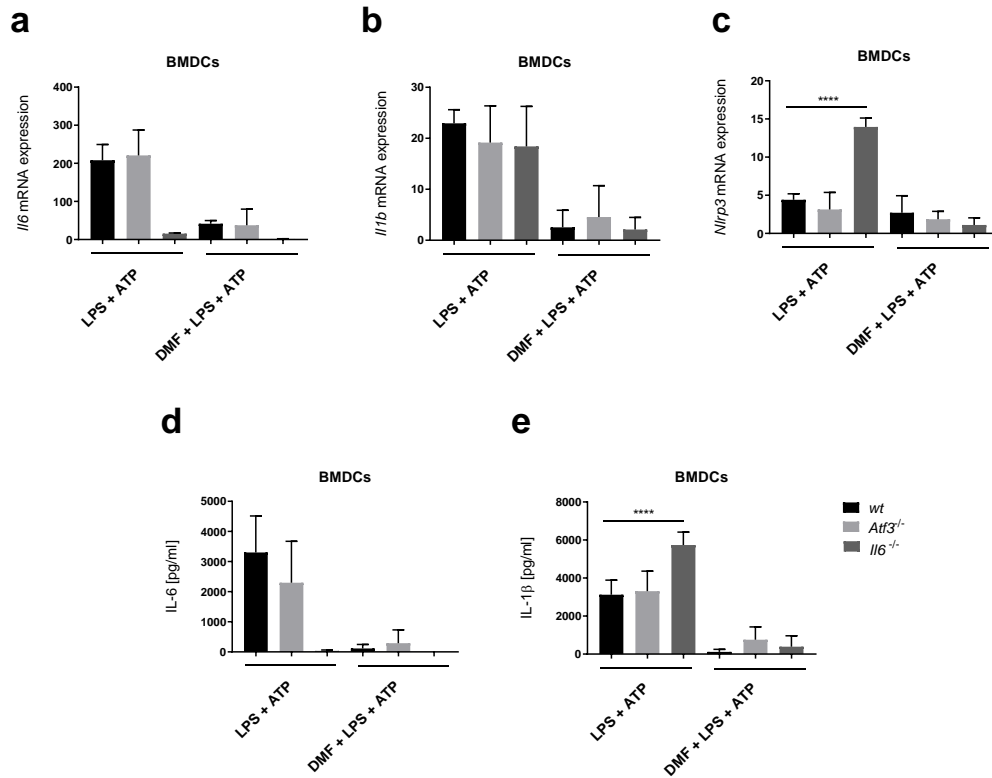 a
BMDCs
Il6 mRNA expression
400
300
200
100
0
LPS + ATP
DMF + LPS + ATP
b
BMDCs
Il1b mRNA expression
30
20
10
0
LPS + ATP
DMF + LPS + ATP
c
BMDCs
Nlrp3 mRNA expression
20
15
10
5
0
****
LPS + ATP
DMF + LPS + ATP
d
BMDCs
IL-6 [pg/ml]
5000
4000
3000
2000
1000
0
LPS + ATP
DMF + LPS + ATP
e
BMDCs
IL-1β [pg/ml]
8000
6000
4000
2000
0
****
LPS + ATP
DMF + LPS + ATP
wt
Atf3-/-
Il6 -/-